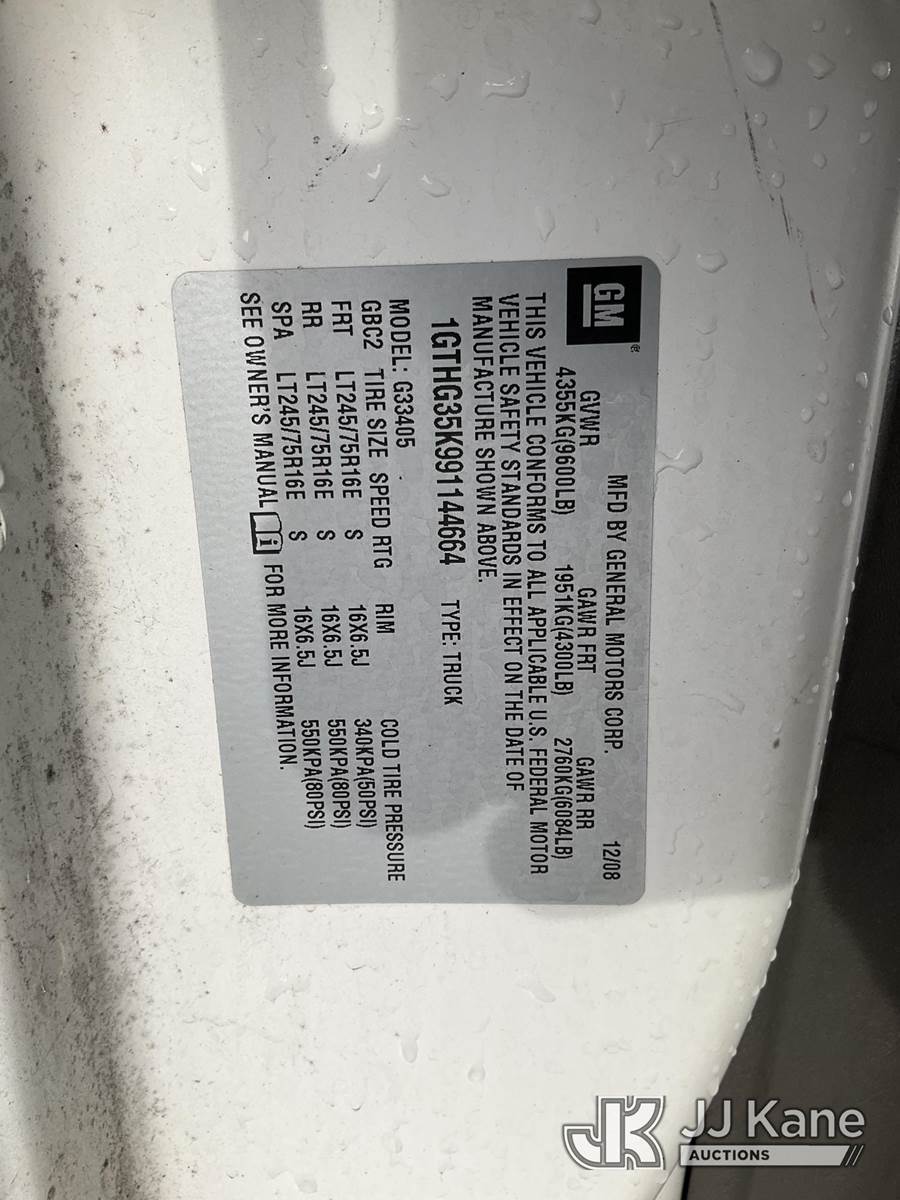 GM®
MFD BY GENERAL MOTORS CORP. 12/08
GVWR GAWR FRT GAWR RR
4355KG(9600LB) 1951KG(4300LB) 2760KG(6084LB)
THIS VEHICLE CONFORMS TO ALL APPLICABLE U.S. FEDERAL MOTOR
VEHICLE SAFETY STANDARDS IN EFFECT ON THE DATE OF
MANUFACTURE SHOWN ABOVE.
1GTHG35K991144664 TYPE: TRUCK
MODEL: G33405
GBC2 TIRE SIZE SPEED RTG RIM COLD TIRE PRESSURE
FRT LT245/75R16E S 16X6.5J 340KPA(50PSI)
RR LT245/75R16E S 16X6.5J 550KPA(80PSI)
SPA LT245/75R16E S 16X6.5J 550KPA(80PSI)
SEE OWNER'S MANUAL i FOR MORE INFORMATION.
JK JJ Kane
AUCTIONS